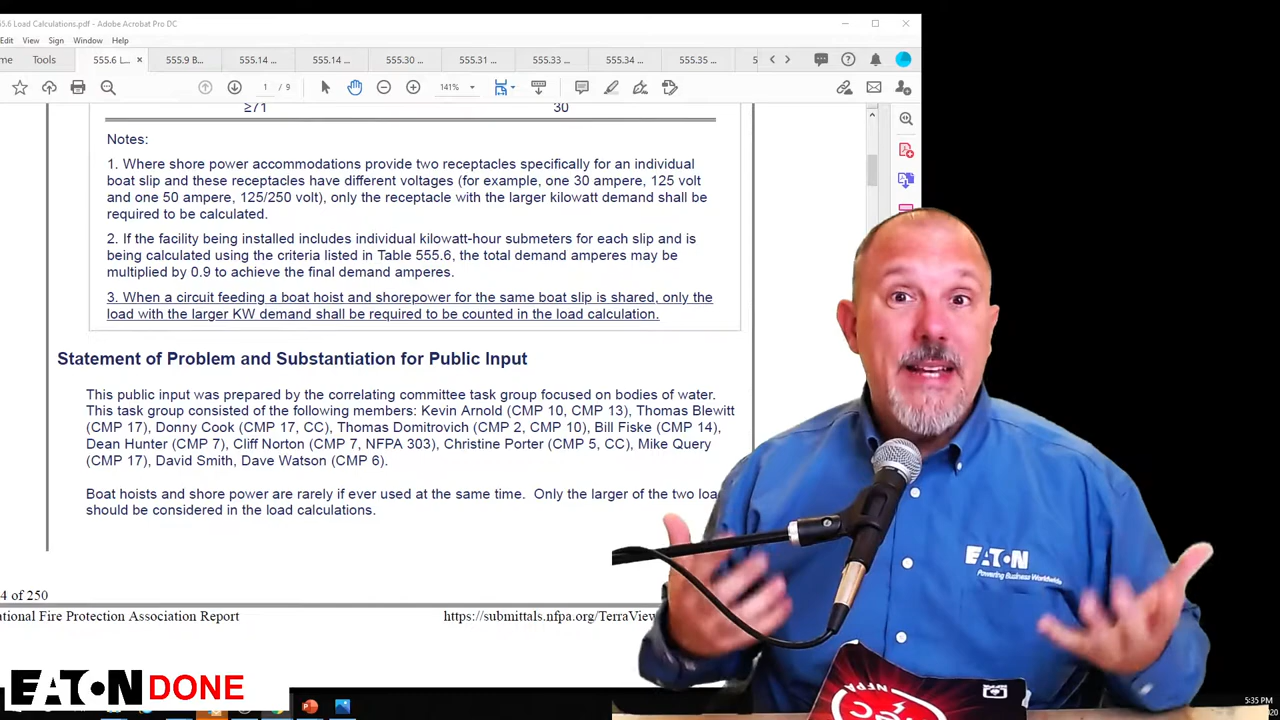 55.6 Load Calculations.pdf - Adobe Acrobat Pro DC
Edit View Sign Window Help
me Tools 555.6 L... × 555.9 B... 555.14 ... 555.14 ... 555.30 ... 555.31 ... 555.33 ... 555.34 ... 555.35 ... 5
1 / 9 141%
≥71 30
Notes:
1. Where shore power accommodations provide two receptacles specifically for an individual
boat slip and these receptacles have different voltages (for example, one 30 ampere, 125 volt
and one 50 ampere, 125/250 volt), only the receptacle with the larger kilowatt demand shall be
required to be calculated.
2. If the facility being installed includes individual kilowatt-hour submeters for each slip and is
being calculated using the criteria listed in Table 555.6, the total demand amperes may be
multiplied by 0.9 to achieve the final demand amperes.
3. When a circuit feeding a boat hoist and shorepower for the same boat slip is shared, only the
load with the larger KW demand shall be required to be counted in the load calculation.
Statement of Problem and Substantiation for Public Input
This public input was prepared by the correlating committee task group focused on bodies of water.
This task group consisted of the following members: Kevin Arnold (CMP 10, CMP 13), Thomas Blewitt
(CMP 17), Donny Cook (CMP 17, CC), Thomas Domitrovich (CMP 2, CMP 10), Bill Fiske (CMP 14),
Dean Hunter (CMP 7), Cliff Norton (CMP 7, NFPA 303), Christine Porter (CMP 5, CC), Mike Query
(CMP 17), David Smith, Dave Watson (CMP 6).
Boat hoists and shore power are rarely if ever used at the same time. Only the larger of the two loa
should be considered in the load calculations.
4 of 250
ational Fire Protection Association Report https://submittals.nfpa.org/TerraView
EATON
Powering Business Worldwide
NFPA
EATON DONE
5:35 PM